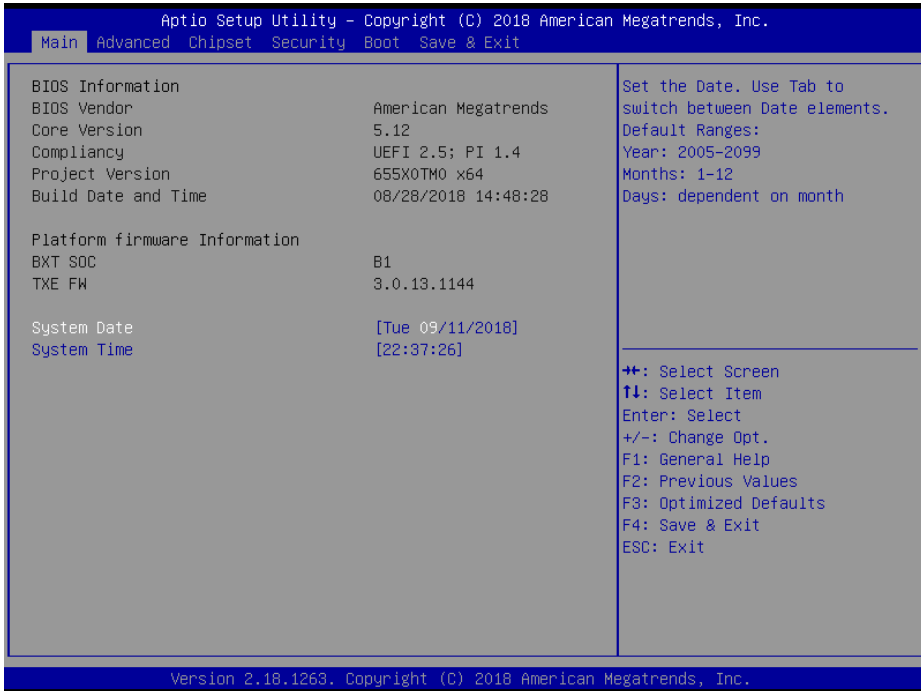 Aptio Setup Utility – Copyright (C) 2018 American Megatrends, Inc.
Main Advanced Chipset Security Boot Save & Exit
BIOS Information
BIOS Vendor American Megatrends
Core Version 5.12
Compliancy UEFI 2.5; PI 1.4
Project Version 655X0TM0 x64
Build Date and Time 08/28/2018 14:48:28
Platform firmware Information
BXT SOC B1
TXE FW 3.0.13.1144
System Date [Tue 09/11/2018]
System Time [22:37:26]
Set the Date. Use Tab to
switch between Date elements.
Default Ranges:
Year: 2005-2099
Months: 1-12
Days: dependent on month
→←: Select Screen
↑↓: Select Item
Enter: Select
+/-: Change Opt.
F1: General Help
F2: Previous Values
F3: Optimized Defaults
F4: Save & Exit
ESC: Exit
Version 2.18.1263. Copyright (C) 2018 American Megatrends, Inc.